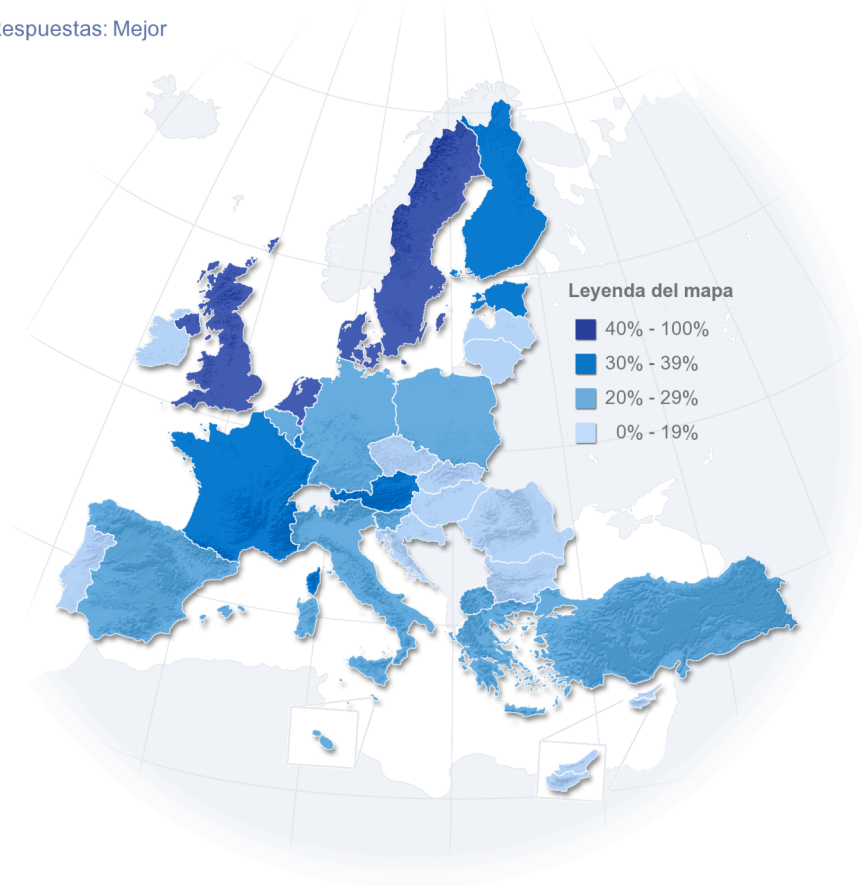 Respuestas: Mejor
Leyenda del mapa
40% - 100%
30% - 39%
20% - 29%
0% - 19%